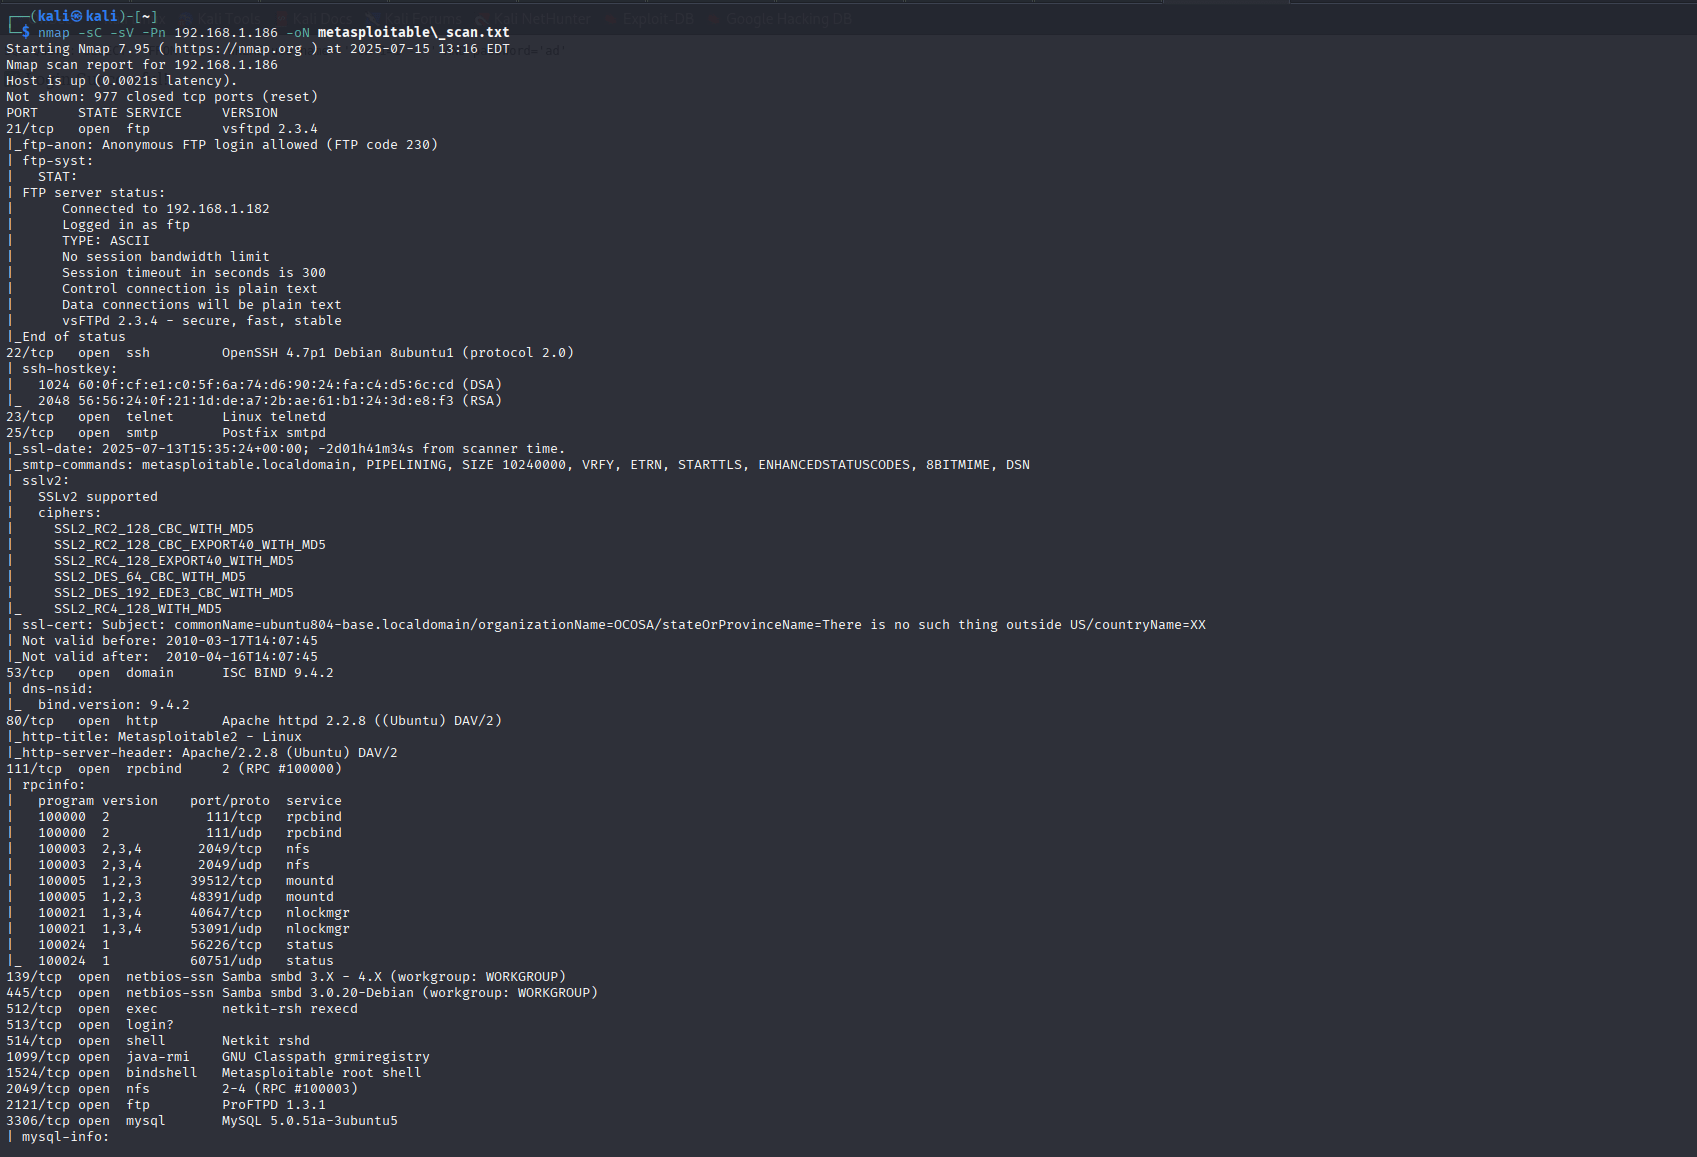 Kali Tools Kali Docs Kali Forums Kali NetHunter Exploit-DB Google Hacking DB
┌──(kali㉿kali)-[~]
└─$ nmap -sC -sV -Pn 192.168.1.186 -oN metasploitable\_scan.txt
Starting Nmap 7.95 ( https://nmap.org ) at 2025-07-15 13:16 EDT
Nmap scan report for 192.168.1.186
Host is up (0.0021s latency).
Not shown: 977 closed tcp ports (reset)
PORT     STATE SERVICE     VERSION
21/tcp   open  ftp         vsftpd 2.3.4
|_ftp-anon: Anonymous FTP login allowed (FTP code 230)
| ftp-syst:
|   STAT:
| FTP server status:
|      Connected to 192.168.1.182
|      Logged in as ftp
|      TYPE: ASCII
|      No session bandwidth limit
|      Session timeout in seconds is 300
|      Control connection is plain text
|      Data connections will be plain text
|      vsFTPd 2.3.4 - secure, fast, stable
|_End of status
22/tcp   open  ssh         OpenSSH 4.7p1 Debian 8ubuntu1 (protocol 2.0)
| ssh-hostkey:
|   1024 60:0f:cf:e1:c0:5f:6a:74:d6:90:24:fa:c4:d5:6c:cd (DSA)
|_  2048 56:56:24:0f:21:1d:de:a7:2b:ae:61:b1:24:3d:e8:f3 (RSA)
23/tcp   open  telnet      Linux telnetd
25/tcp   open  smtp        Postfix smtpd
|_ssl-date: 2025-07-13T15:35:24+00:00; -2d01h41m34s from scanner time.
|_smtp-commands: metasploitable.localdomain, PIPELINING, SIZE 10240000, VRFY, ETRN, STARTTLS, ENHANCEDSTATUSCODES, 8BITMIME, DSN
| sslv2:
|   SSLv2 supported
|   ciphers:
|     SSL2_RC2_128_CBC_WITH_MD5
|     SSL2_RC2_128_CBC_EXPORT40_WITH_MD5
|     SSL2_RC4_128_EXPORT40_WITH_MD5
|     SSL2_DES_64_CBC_WITH_MD5
|     SSL2_DES_192_EDE3_CBC_WITH_MD5
|_    SSL2_RC4_128_WITH_MD5
| ssl-cert: Subject: commonName=ubuntu804-base.localdomain/organizationName=OCOSA/stateOrProvinceName=There is no such thing outside US/countryName=XX
| Not valid before: 2010-03-17T14:07:45
|_Not valid after:  2010-04-16T14:07:45
53/tcp   open  domain      ISC BIND 9.4.2
| dns-nsid:
|_  bind.version: 9.4.2
80/tcp   open  http        Apache httpd 2.2.8 ((Ubuntu) DAV/2)
|_http-title: Metasploitable2 - Linux
|_http-server-header: Apache/2.2.8 (Ubuntu) DAV/2
111/tcp  open  rpcbind     2 (RPC #100000)
| rpcinfo:
|   program version    port/proto  service
|   100000  2            111/tcp   rpcbind
|   100000  2            111/udp   rpcbind
|   100003  2,3,4       2049/tcp   nfs
|   100003  2,3,4       2049/udp   nfs
|   100005  1,2,3      39512/tcp   mountd
|   100005  1,2,3      48391/udp   mountd
|   100021  1,3,4      40647/tcp   nlockmgr
|   100021  1,3,4      53091/udp   nlockmgr
|   100024  1          56226/tcp   status
|_  100024  1          60751/udp   status
139/tcp  open  netbios-ssn Samba smbd 3.X - 4.X (workgroup: WORKGROUP)
445/tcp  open  netbios-ssn Samba smbd 3.0.20-Debian (workgroup: WORKGROUP)
512/tcp  open  exec        netkit-rsh rexecd
513/tcp  open  login?
514/tcp  open  shell       Netkit rshd
1099/tcp open  java-rmi    GNU Classpath grmiregistry
1524/tcp open  bindshell   Metasploitable root shell
2049/tcp open  nfs         2-4 (RPC #100003)
2121/tcp open  ftp         ProFTPD 1.3.1
3306/tcp open  mysql       MySQL 5.0.51a-3ubuntu5
| mysql-info: